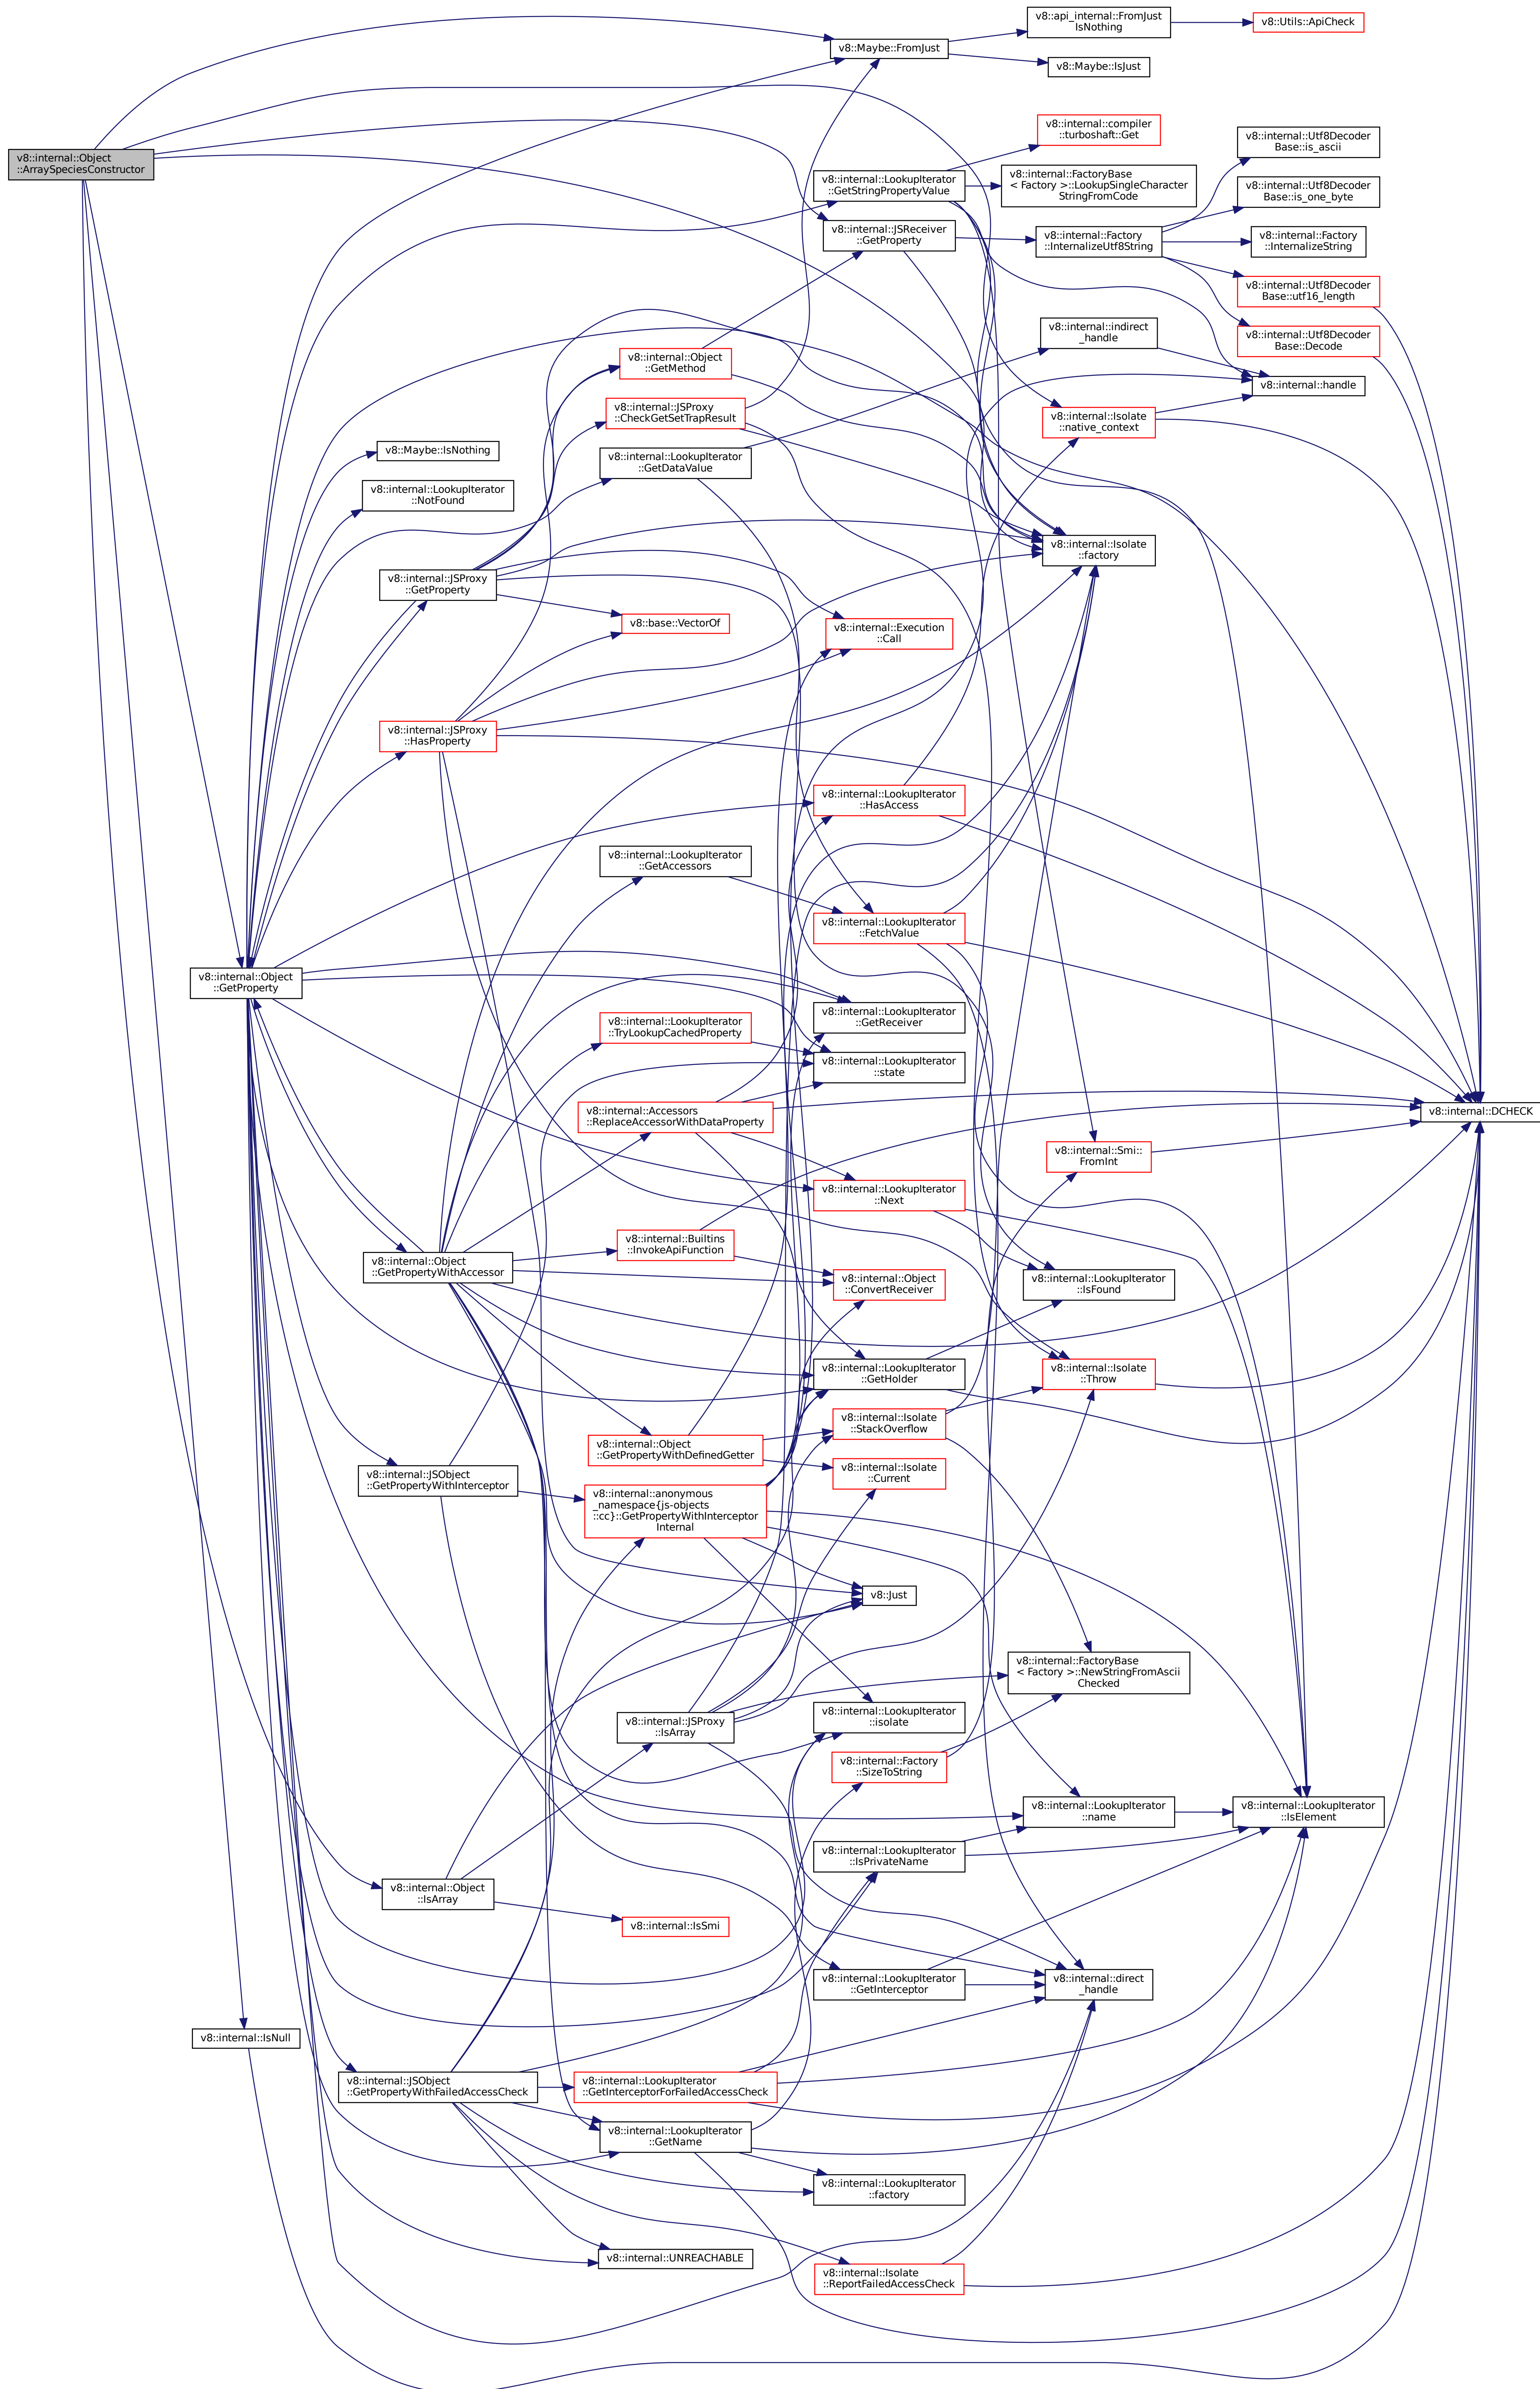 v8::internal::Object
::ArraySpeciesConstructor
v8::Maybe::FromJust
v8::api_internal::FromJust
IsNothing
v8::Utils::ApiCheck
v8::Maybe::IsJust
v8::internal::compiler
::turboshaft::Get
v8::internal::LookupIterator
::GetStringPropertyValue
v8::internal::FactoryBase
< Factory >::LookupSingleCharacter
StringFromCode
v8::internal::Utf8Decoder
Base::is_ascii
v8::internal::Utf8Decoder
Base::is_one_byte
v8::internal::JSReceiver
::GetProperty
v8::internal::Factory
::InternalizeUtf8String
v8::internal::Factory
::InternalizeString
v8::internal::Utf8Decoder
Base::utf16_length
v8::internal::Utf8Decoder
Base::Decode
v8::internal::indirect
_handle
v8::internal::handle
v8::internal::Object
::GetMethod
v8::internal::JSProxy
::CheckGetSetTrapResult
v8::internal::Isolate
::native_context
v8::Maybe::IsNothing
v8::internal::LookupIterator
::GetDataValue
v8::internal::LookupIterator
::NotFound
v8::internal::Isolate
::factory
v8::internal::JSProxy
::GetProperty
v8::base::VectorOf
v8::internal::Execution
::Call
v8::internal::JSProxy
::HasProperty
v8::internal::LookupIterator
::HasAccess
v8::internal::LookupIterator
::GetAccessors
v8::internal::LookupIterator
::FetchValue
v8::internal::Object
::GetProperty
v8::internal::LookupIterator
::GetReceiver
v8::internal::LookupIterator
::TryLookupCachedProperty
v8::internal::LookupIterator
::state
v8::internal::Accessors
::ReplaceAccessorWithDataProperty
v8::internal::DCHECK
v8::internal::Smi::
FromInt
v8::internal::LookupIterator
::Next
v8::internal::Builtins
::InvokeApiFunction
v8::internal::Object
::GetPropertyWithAccessor
v8::internal::Object
::ConvertReceiver
v8::internal::LookupIterator
::IsFound
v8::internal::LookupIterator
::GetHolder
v8::internal::Isolate
::Throw
v8::internal::Isolate
::StackOverflow
v8::internal::Object
::GetPropertyWithDefinedGetter
v8::internal::Isolate
::Current
v8::internal::JSObject
::GetPropertyWithInterceptor
v8::internal::anonymous
_namespace{js-objects
::cc}::GetPropertyWithInterceptor
Internal
v8::Just
v8::internal::FactoryBase
< Factory >::NewStringFromAscii
Checked
v8::internal::JSProxy
::IsArray
v8::internal::LookupIterator
::isolate
v8::internal::Factory
::SizeToString
v8::internal::LookupIterator
::name
v8::internal::LookupIterator
::IsElement
v8::internal::LookupIterator
::IsPrivateName
v8::internal::Object
::IsArray
v8::internal::IsSmi
v8::internal::LookupIterator
::GetInterceptor
v8::internal::direct
_handle
v8::internal::IsNull
v8::internal::JSObject
::GetPropertyWithFailedAccessCheck
v8::internal::LookupIterator
::GetInterceptorForFailedAccessCheck
v8::internal::LookupIterator
::GetName
v8::internal::LookupIterator
::factory
v8::internal::UNREACHABLE
v8::internal::Isolate
::ReportFailedAccessCheck